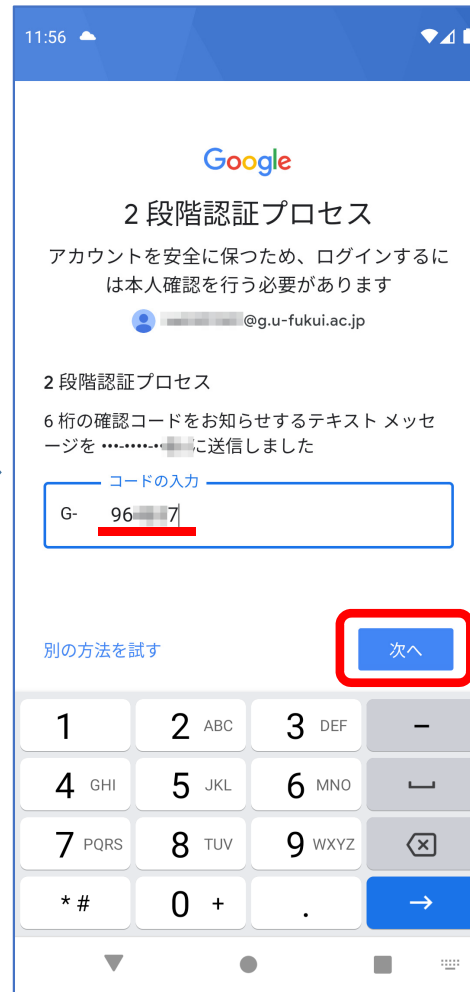 11:56
Google
2 段階認証プロセス
アカウントを安全に保つため、ログインするに
は本人確認を行う必要があります
@g.u-fukui.ac.jp
2 段階認証プロセス
6 桁の確認コードをお知らせするテキスト メッセ
ージを •••-••••-•• に送信しました
コードの入力
G- 96 7
別の方法を試す 次へ
1 2 ABC 3 DEF −
4 GHI 5 JKL 6 MNO
7 PQRS 8 TUV 9 WXYZ
* # 0 + .